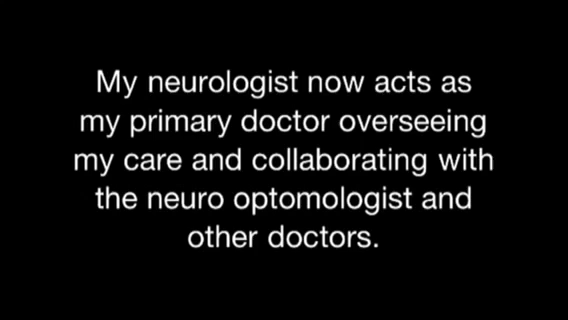 My neurologist now acts as
my primary doctor overseeing
my care and collaborating with
the neuro optomologist and
other doctors.